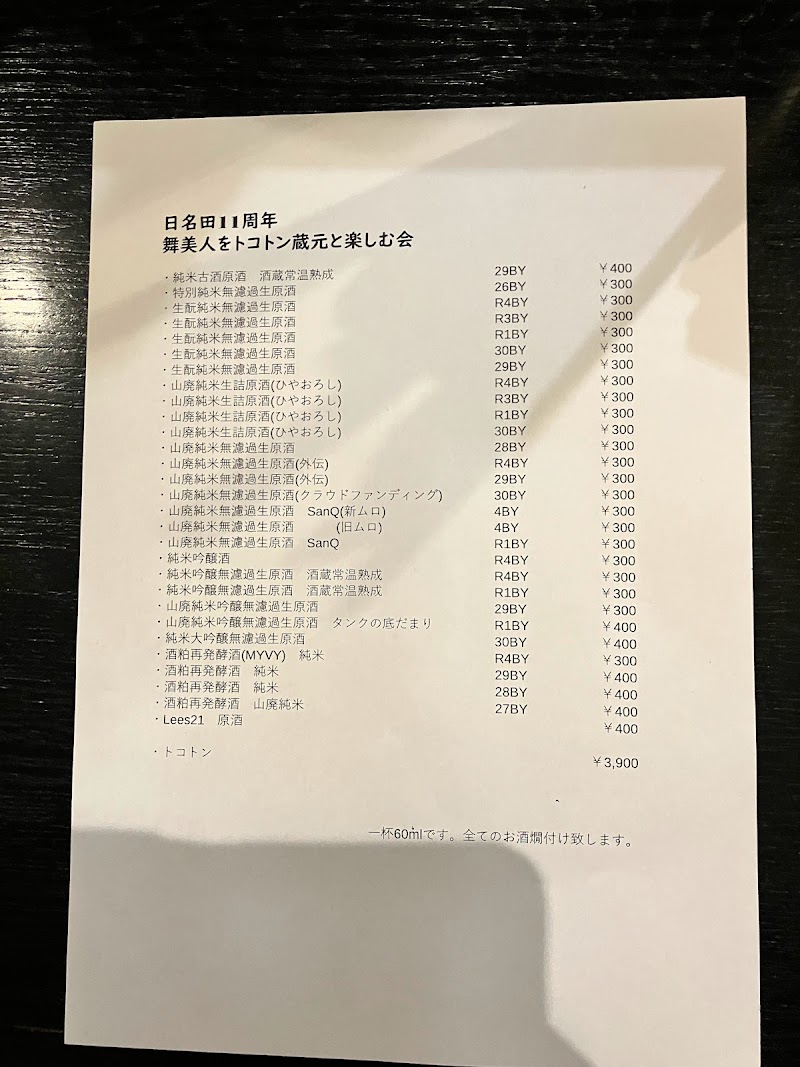 日名田11周年
舞美人をトコトン蔵元と楽しむ会
・純米古酒原酒　酒蔵常温熟成 29BY ￥400
・特別純米無濾過生原酒 26BY ￥300
・生酛純米無濾過生原酒 R4BY ￥300
・生酛純米無濾過生原酒 R3BY ￥300
・生酛純米無濾過生原酒 R1BY ￥300
・生酛純米無濾過生原酒 30BY ￥300
・生酛純米無濾過生原酒 29BY ￥300
・山廃純米生詰原酒(ひやおろし) R4BY ￥300
・山廃純米生詰原酒(ひやおろし) R3BY ￥300
・山廃純米生詰原酒(ひやおろし) R1BY ￥300
・山廃純米生詰原酒(ひやおろし) 30BY ￥300
・山廃純米無濾過生原酒 28BY ￥300
・山廃純米無濾過生原酒(外伝) R4BY ￥300
・山廃純米無濾過生原酒(外伝) 29BY ￥300
・山廃純米無濾過生原酒(クラウドファンディング) 30BY ￥300
・山廃純米無濾過生原酒　SanQ(新ムロ) 4BY ￥300
・山廃純米無濾過生原酒　　　(旧ムロ) 4BY ￥300
・山廃純米無濾過生原酒　SanQ R1BY ￥300
・純米吟醸酒 R4BY ￥300
・純米吟醸無濾過生原酒　酒蔵常温熟成 R4BY ￥300
・純米吟醸無濾過生原酒　酒蔵常温熟成 R1BY ￥300
・山廃純米吟醸無濾過生原酒 29BY ￥300
・山廃純米吟醸無濾過生原酒　タンクの底だまり R1BY ￥400
・純米大吟醸無濾過生原酒 30BY ￥400
・酒粕再発酵酒(MYVY)　純米 R4BY ￥300
・酒粕再発酵酒　純米 29BY ￥400
・酒粕再発酵酒　純米 28BY ￥400
・酒粕再発酵酒　山廃純米 27BY ￥400
・Lees21　原酒 ￥400
・トコトン ￥3,900
一杯60mlです。全てのお酒燗付け致します。